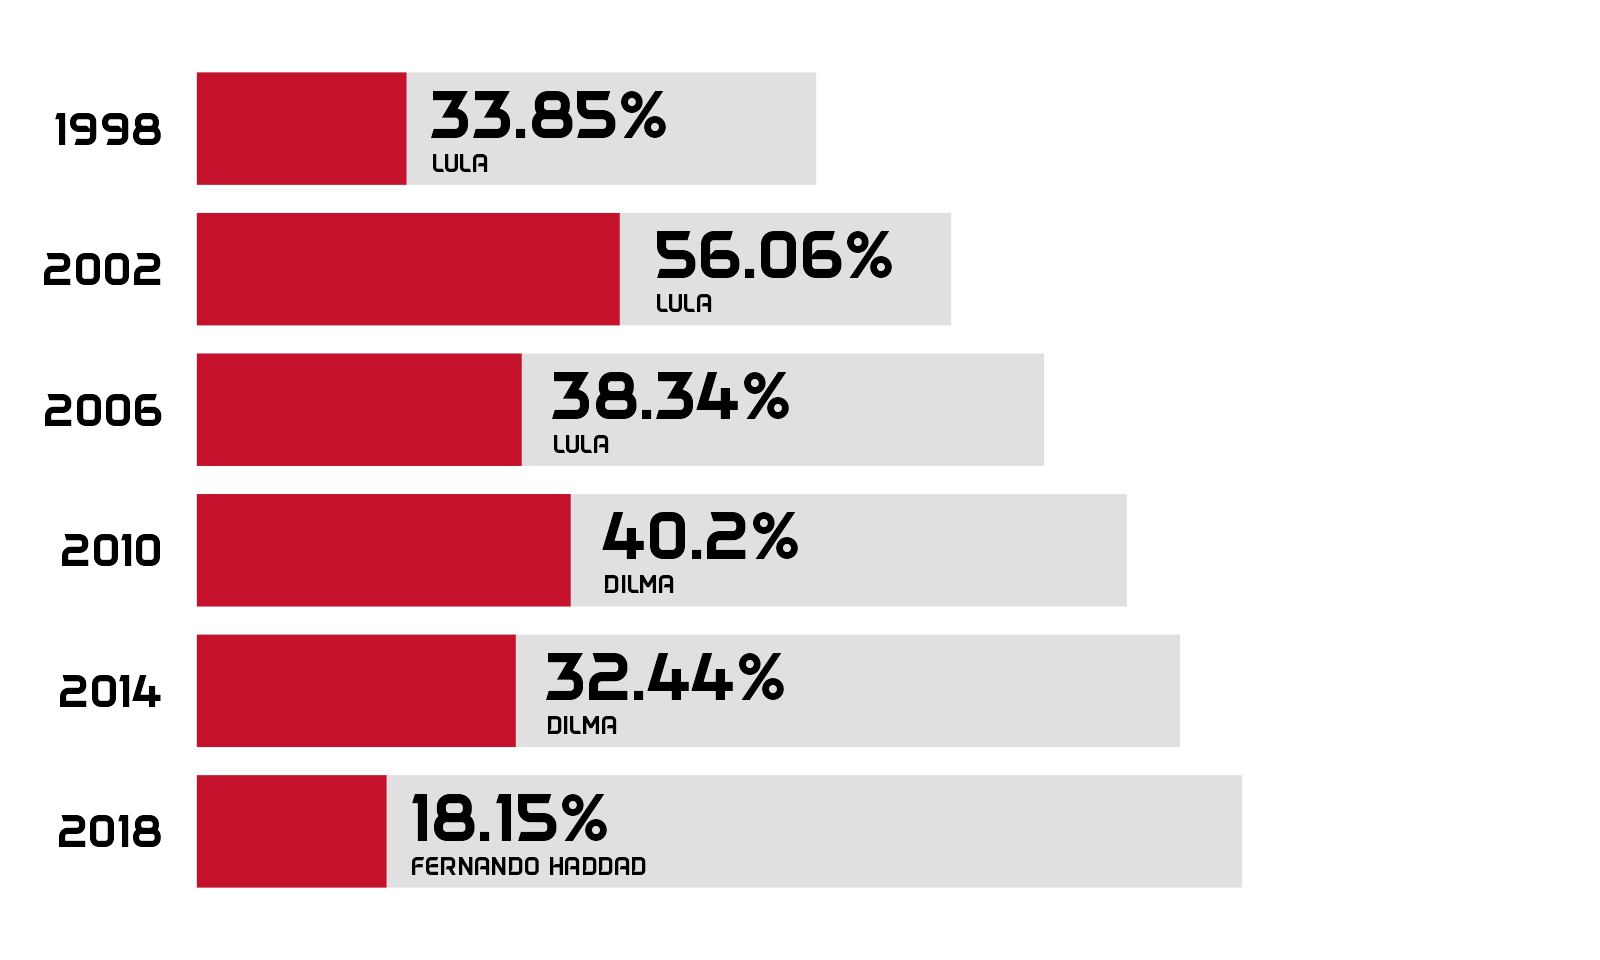 1998
33.85%
LULA
2002
56.06%
LULA
2006
38.34%
LULA
2010
40.2%
DILMA
2014
32.44%
DILMA
2018
18.15%
FERNANDO HADDAD